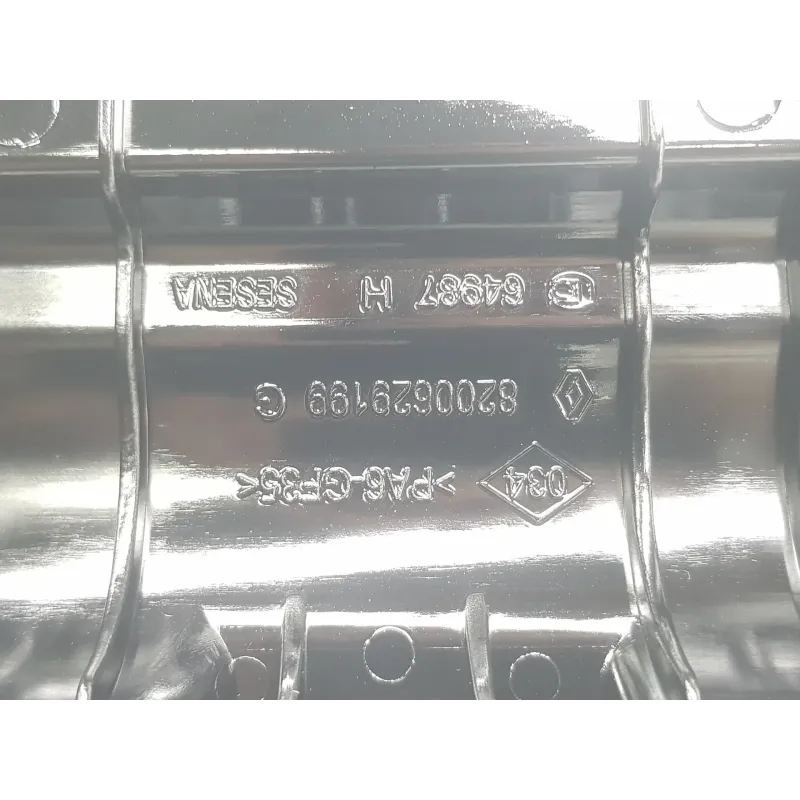 034 >PA6-GF35<
8200629199 G
64987 H SESENA